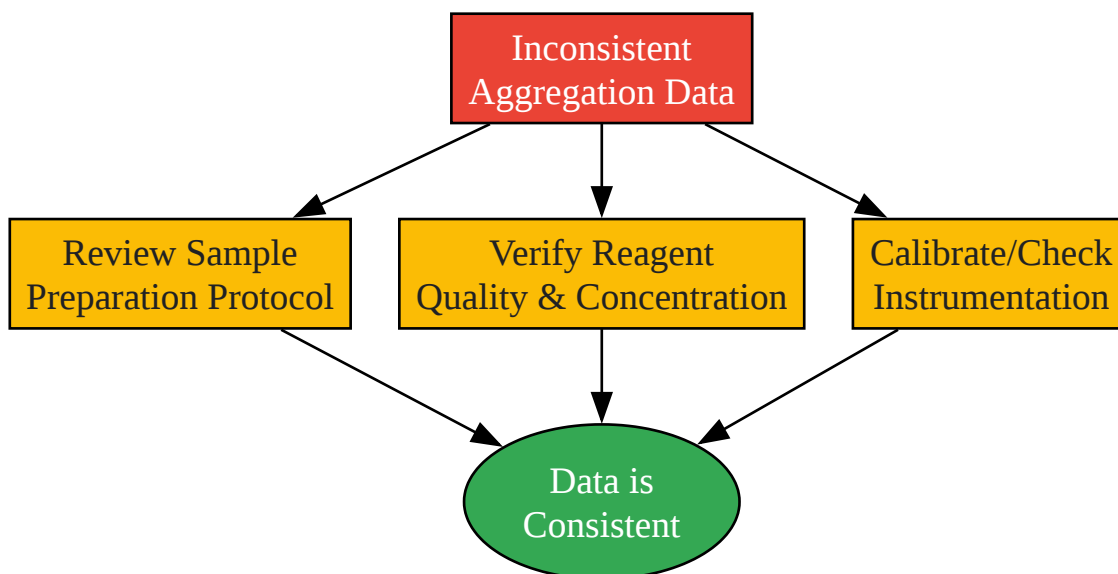 Inconsistent
Aggregation Data
Review Sample
Preparation Protocol
Verify Reagent
Quality & Concentration
Calibrate/Check
Instrumentation
Data is
Consistent